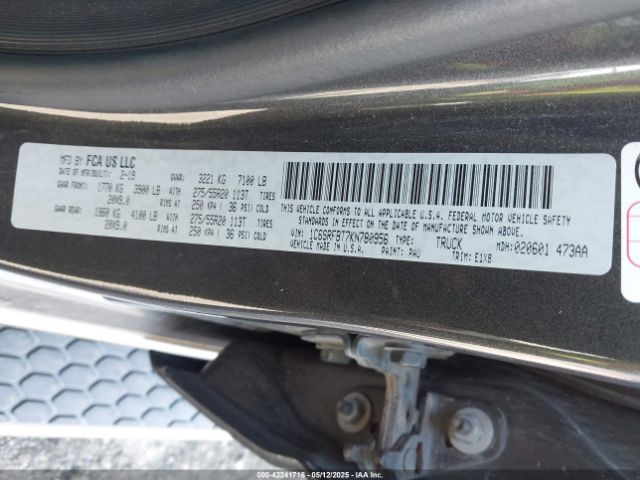 MFD BY FCA US LLC
DATE OF MFR(BUILT): 2-19 GVWR: 3221 KG 7100 LB
GAWR FRONT: 1770 KG 3900 LB WITH 275/55R20 113T TIRES
20X9.0 RIMS AT 250 KPA ( 36 PSI) COLD
GAWR REAR: 1860 KG 4100 LB WITH 275/55R20 113T TIRES
20X9.0 RIMS AT 250 KPA ( 36 PSI) COLD
THIS VEHICLE CONFORMS TO ALL APPLICABLE U.S.A. FEDERAL MOTOR VEHICLE SAFETY
STANDARDS IN EFFECT ON THE DATE OF MANUFACTURE SHOWN ABOVE.
VIN: 1C6SRFBT7KN780956 TYPE: TRUCK MDH:020601 473AA
MADE IN U.S.A. PAINT: PAU TRIM: E1X8
000-42241716 - 05/12/2025 - IAAI.COM